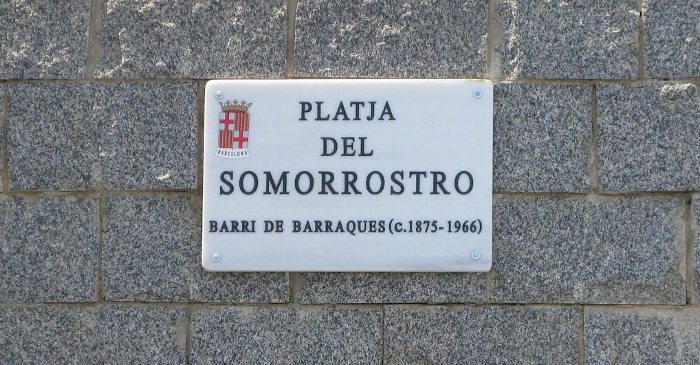 PLATJA
DEL
SOMORROSTRO
BARRI DE BARRAQUES (c.1875-1966)
BARCELONA